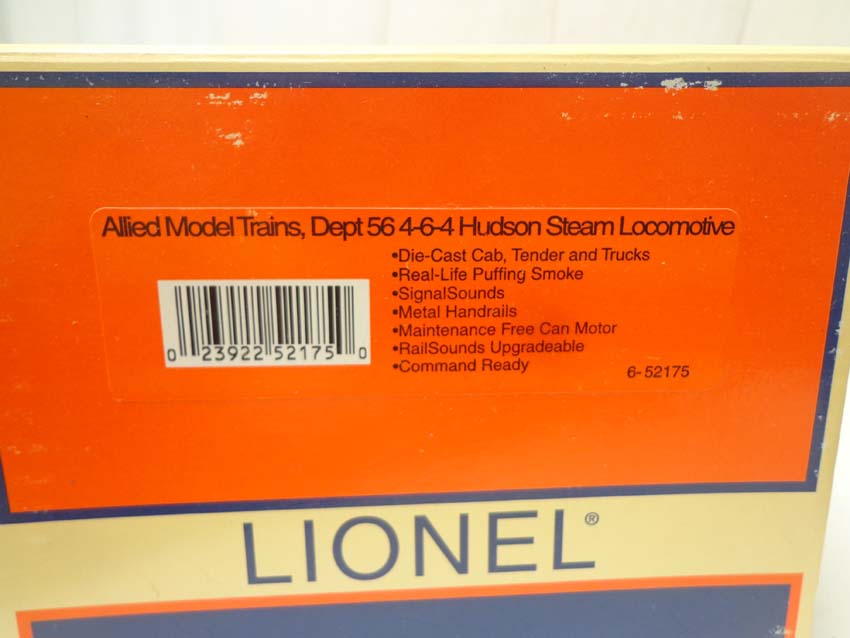 Allied Model Trains, Dept 56 4-6-4 Hudson Steam Locomotive
•Die-Cast Cab, Tender and Trucks
•Real-Life Puffing Smoke
•SignalSounds
•Metal Handrails
•Maintenance Free Can Motor
•RailSounds Upgradeable
•Command Ready
0 23922 52175 0
6-52175
LIONEL®